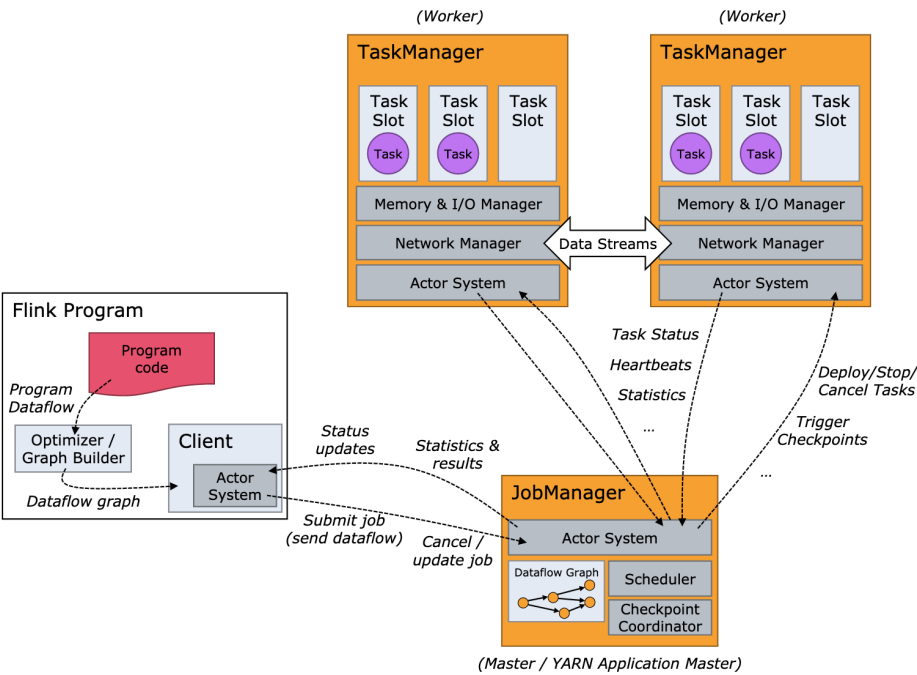 (Worker)
(Worker)
TaskManager
TaskManager
Task
Slot
Task
Task
Slot
Task
Task
Slot
Task
Slot
Task
Task
Slot
Task
Task
Slot
Memory & I/O Manager
Memory & I/O Manager
Network Manager
Data Streams
Network Manager
Actor System
Actor System
Flink Program
Program
code
Program
Dataflow
Optimizer /
Graph Builder
Dataflow graph
Client
Actor
System
Task Status
Heartbeats
Statistics
...
Deploy/Stop/
Cancel Tasks
Trigger
Checkpoints
...
Status
updates
Statistics &
results
Submit job
(send dataflow)
Cancel /
update job
JobManager
Actor System
Dataflow Graph
Scheduler
Checkpoint
Coordinator
(Master / YARN Application Master)